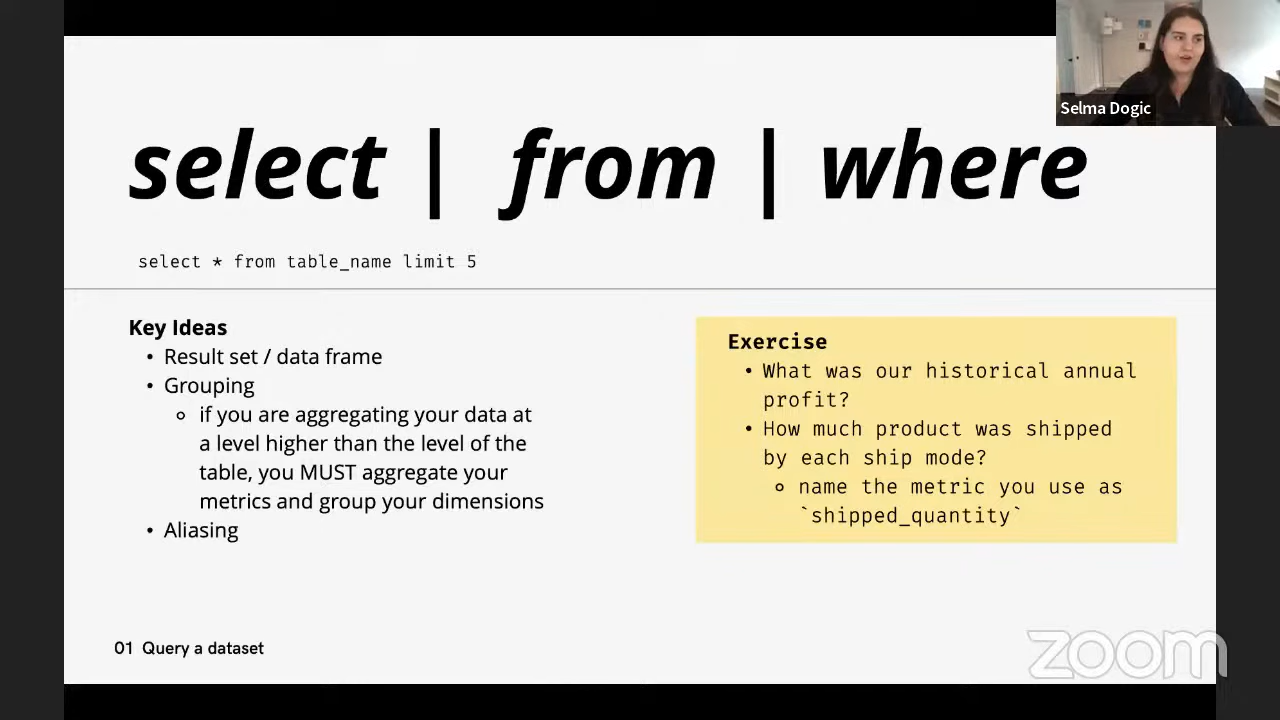 Selma Dogic
select | from | where
select * from table_name limit 5
Key Ideas
• Result set / data frame
• Grouping
○ if you are aggregating your data at
a level higher than the level of the
table, you MUST aggregate your
metrics and group your dimensions
• Aliasing
Exercise
• What was our historical annual
profit?
• How much product was shipped
by each ship mode?
○ name the metric you use as
`shipped_quantity`
01 Query a dataset
zoom